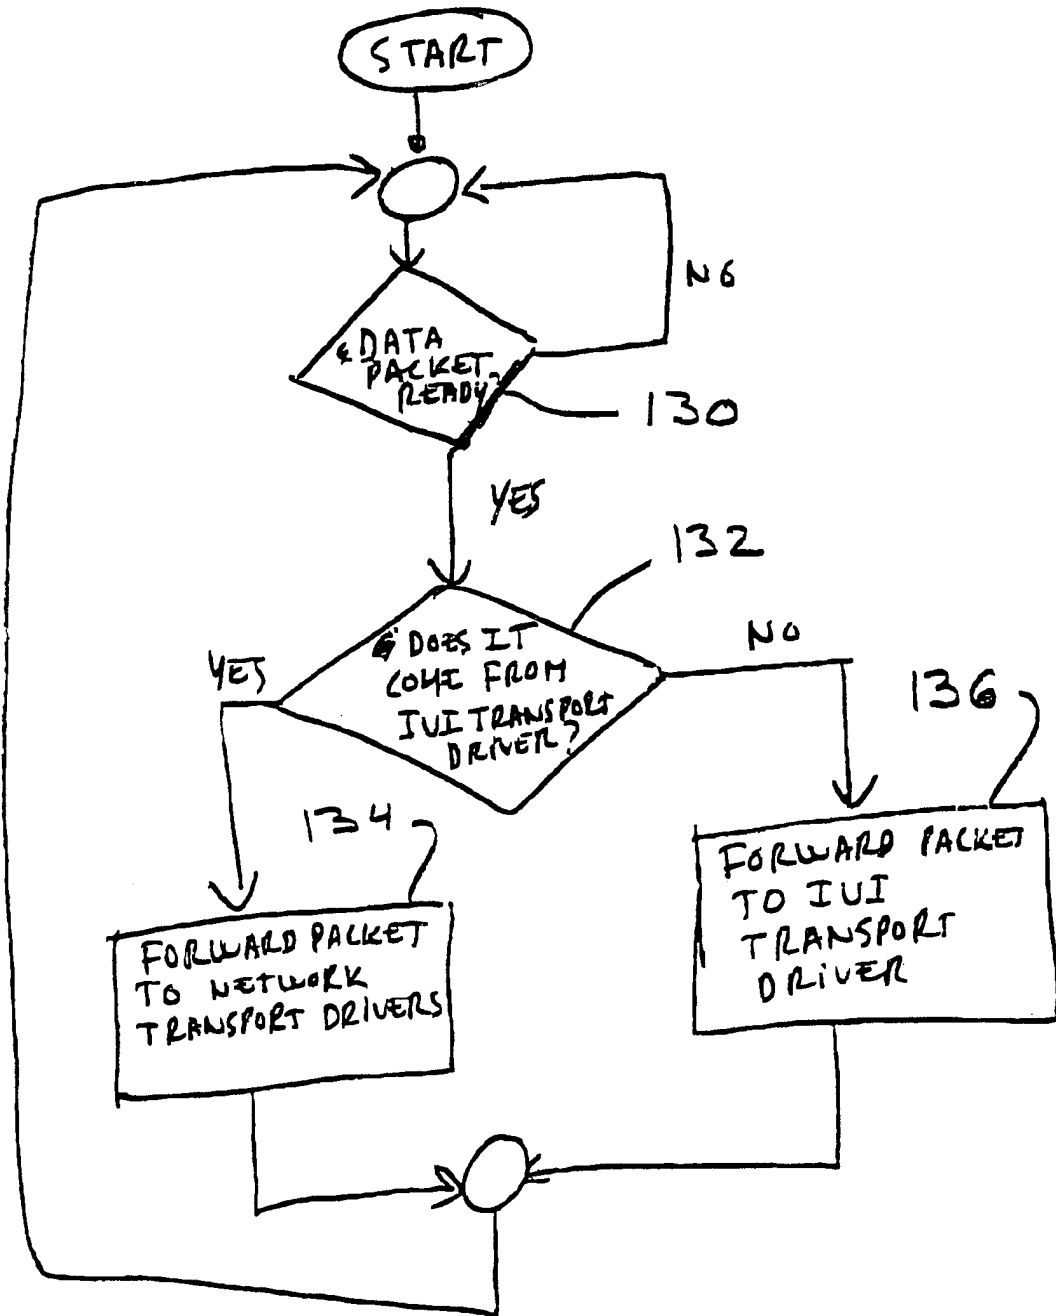 START
NO
DATA
PACKET
READY?
130
YES
132
DOES IT
COME FROM
IUI TRANSPORT
DRIVER?
YES
NO
136
134
FORWARD PACKET
TO IUI
TRANSPORT
DRIVER
FORWARD PACKET
TO NETWORK
TRANSPORT DRIVERS